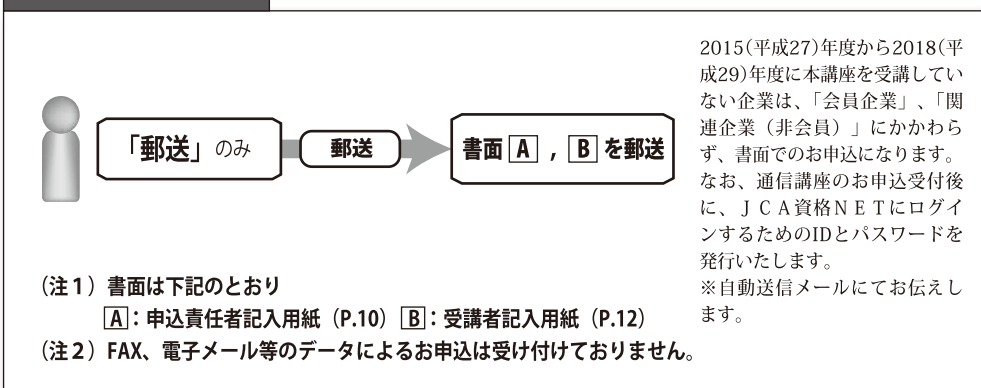 「郵送」のみ
郵送
書面 A , B を郵送
2015(平成27)年度から2018(平
成29)年度に本講座を受講してい
ない企業は、「会員企業」、「関
連企業（非会員）」にかかわら
ず、書面でのお申込になります。
なお、通信講座のお申込受付後
に、ＪＣＡ資格ＮＥＴにログイ
ンするためのIDとパスワードを
発行いたします。
※自動送信メールにてお伝えし
ます。
（注１）書面は下記のとおり
A：申込責任者記入用紙（P.10） B：受講者記入用紙（P.12）
（注２）FAX、電子メール等のデータによるお申込は受け付けておりません。